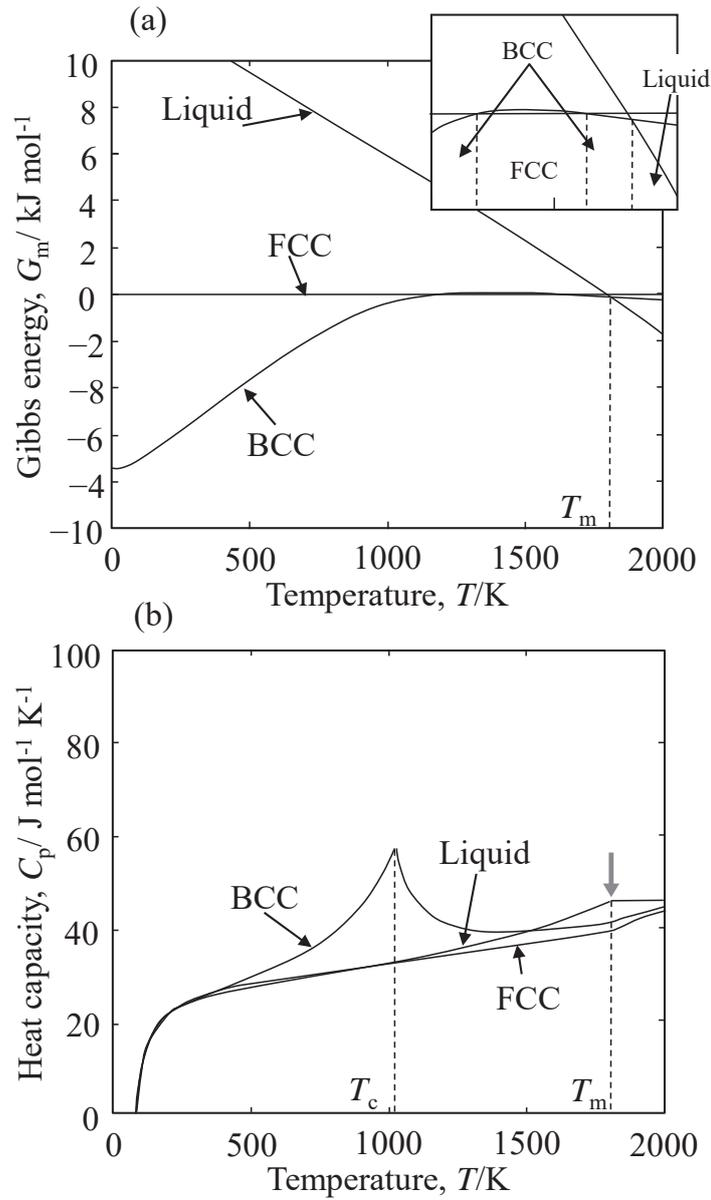 (a)
Gibbs energy, Gm/ kJ mol-1
10
8
6
4
2
0
−2
−8
−6
−4
−10
Liquid
FCC
BCC
Tm
BCC
Liquid
FCC
0 500 1000 1500 2000
Temperature, T/K
(b)
Heat capacity, Cp/ J mol-1 K-1
100
80
60
40
20
0
BCC
Liquid
FCC
Tc
Tm
0 500 1000 1500 2000
Temperature, T/K